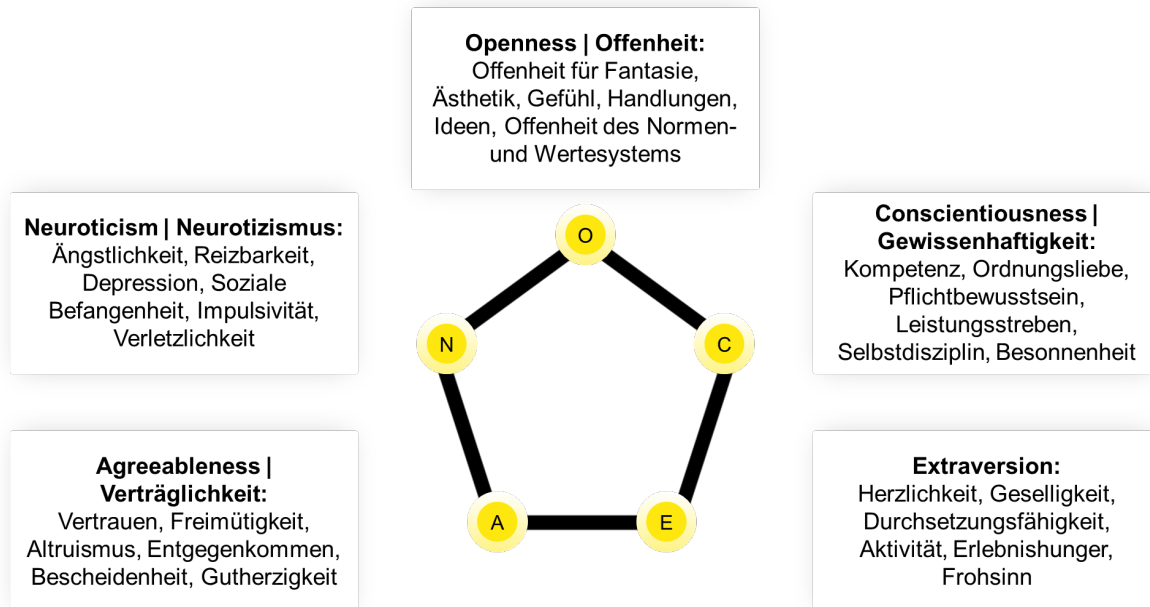 Openness | Offenheit:
Offenheit für Fantasie,
Ästhetik, Gefühl, Handlungen,
Ideen, Offenheit des Normen-
und Wertesystems
Neuroticism | Neurotizismus:
Ängstlichkeit, Reizbarkeit,
Depression, Soziale
Befangenheit, Impulsivität,
Verletzlichkeit
Conscientiousness |
Gewissenhaftigkeit:
Kompetenz, Ordnungsliebe,
Pflichtbewusstsein,
Leistungsstreben,
Selbstdisziplin, Besonnenheit
O
N
C
A
E
Agreeableness |
Verträglichkeit:
Vertrauen, Freimütigkeit,
Altruismus, Entgegenkommen,
Bescheidenheit, Gutherzigkeit
Extraversion:
Herzlichkeit, Geselligkeit,
Durchsetzungsfähigkeit,
Aktivität, Erlebnishunger,
Frohsinn